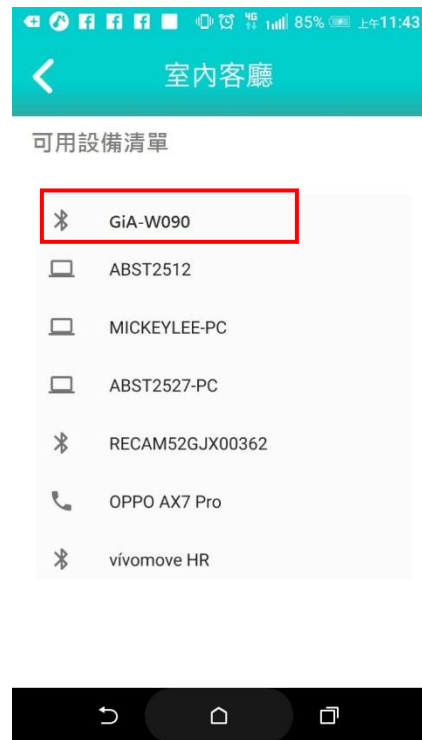 4G 85% 上午11:43
室內客廳
可用設備清單
GiA-W090
ABST2512
MICKEYLEE-PC
ABST2527-PC
RECAM52GJX00362
OPPO AX7 Pro
vívomove HR